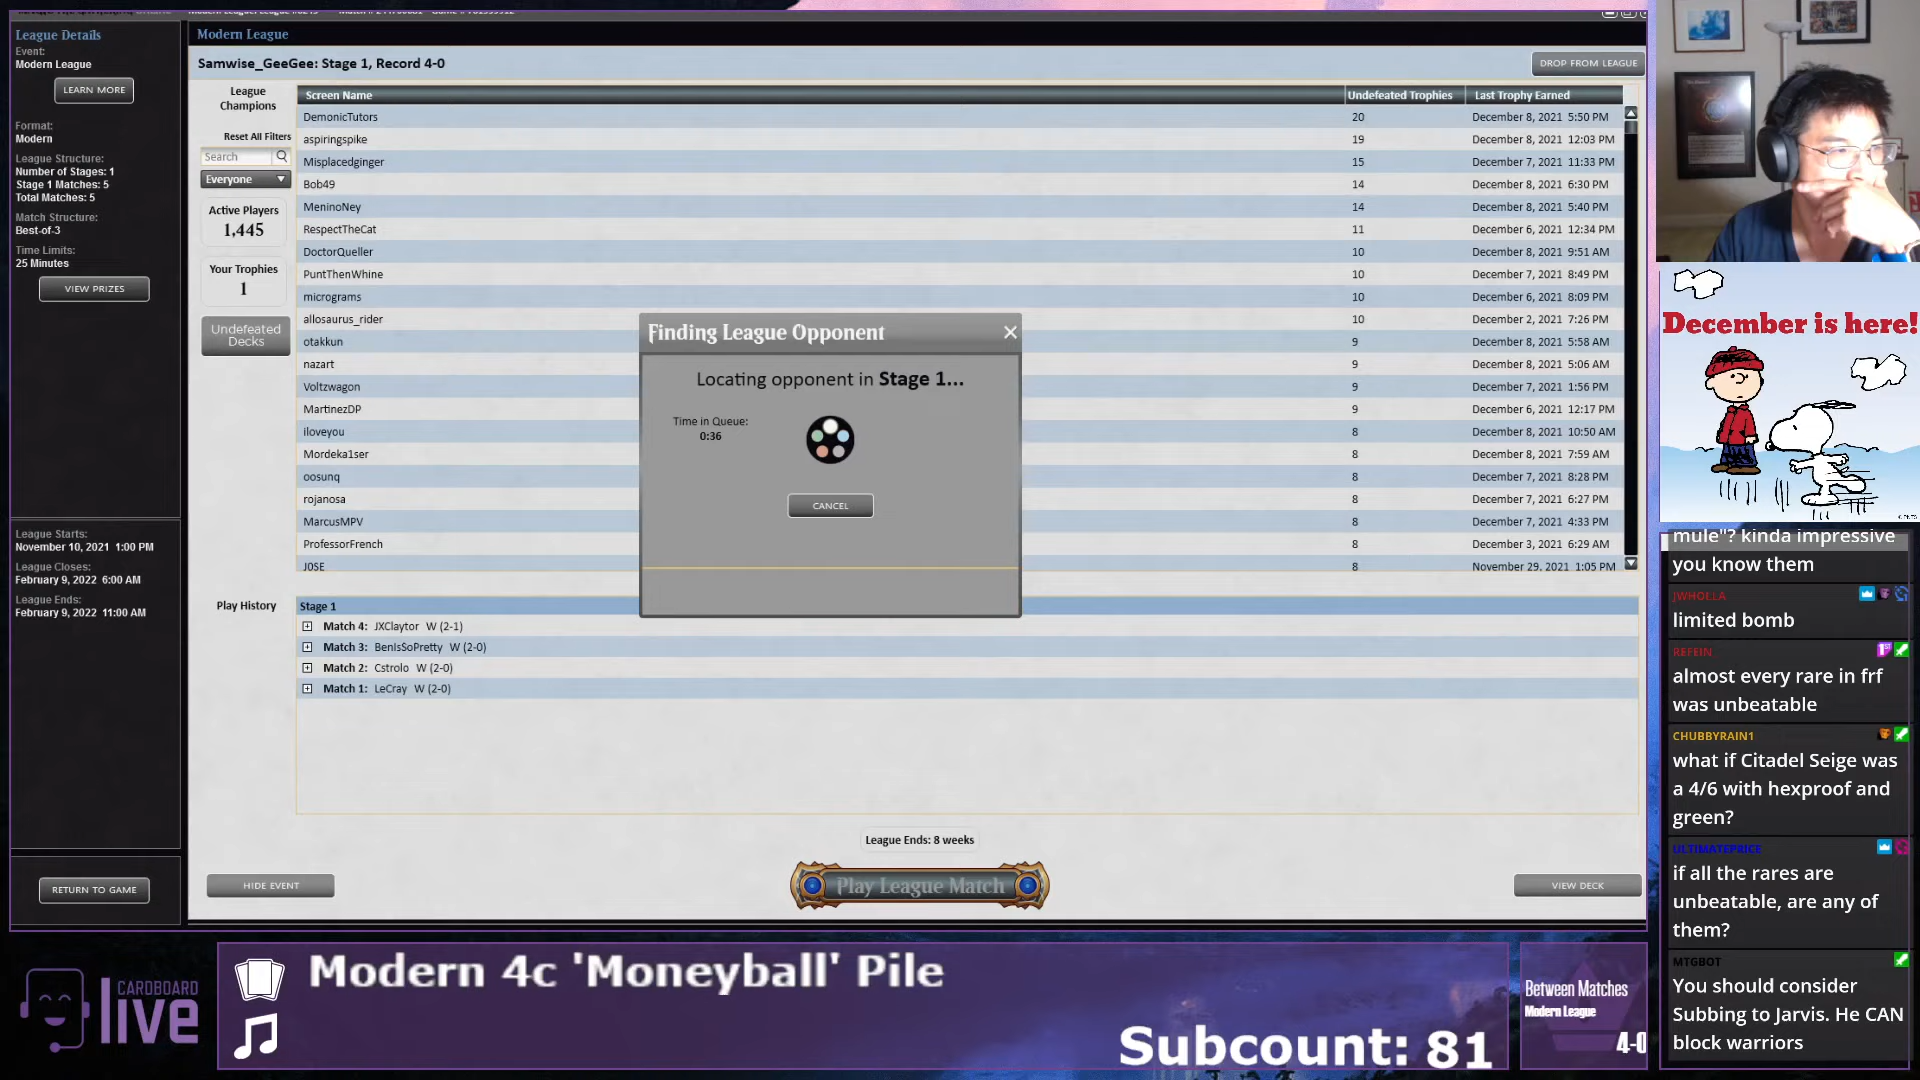 League Details
Event:
Modern League
LEARN MORE
Format:
Modern
League Structure:
Number of Stages: 1
Stage 1 Matches: 5
Total Matches: 5
Match Structure:
Best-of-3
Time Limits:
25 Minutes
VIEW PRIZES
League Starts:
November 10, 2021 1:00 PM
League Closes:
February 9, 2022 6:00 AM
League Ends:
February 9, 2022 11:00 AM
RETURN TO GAME
Modern League
Samwise_GeeGee: Stage 1, Record 4-0
DROP FROM LEAGUE
League
Champions
Reset All Filters
Search
Everyone
Active Players
1,445
Your Trophies
1
Undefeated
Decks
Screen Name Undefeated Trophies Last Trophy Earned
DemonicTutors 20 December 8, 2021 5:50 PM
aspiringspike 19 December 8, 2021 12:03 PM
Misplacedginger 15 December 7, 2021 11:33 PM
Bob49 14 December 8, 2021 6:30 PM
MeninoNey 14 December 8, 2021 5:40 PM
RespectTheCat 11 December 6, 2021 12:34 PM
DoctorQueller 10 December 8, 2021 9:51 AM
PuntThenWhine 10 December 7, 2021 8:49 PM
micrograms 10 December 6, 2021 8:09 PM
allosaurus_rider 10 December 2, 2021 7:26 PM
otakkun 9 December 8, 2021 5:58 AM
nazart 9 December 8, 2021 5:06 AM
Voltzwagon 9 December 7, 2021 1:56 PM
MartinezDP 9 December 6, 2021 12:17 PM
iloveyou 8 December 8, 2021 10:50 AM
Mordeka1ser 8 December 8, 2021 7:59 AM
oosunq 8 December 7, 2021 8:28 PM
rojanosa 8 December 7, 2021 6:27 PM
MarcusMPV 8 December 7, 2021 4:33 PM
ProfessorFrench 8 December 3, 2021 6:29 AM
J0SE 8 November 29, 2021 1:05 PM
Finding League Opponent
Locating opponent in Stage 1...
Time in Queue:
0:36
CANCEL
Play History
Stage 1
Match 4: JXClaytor W (2-1)
Match 3: BenIsSoPretty W (2-0)
Match 2: Cstrolo W (2-0)
Match 1: LeCray W (2-0)
League Ends: 8 weeks
HIDE EVENT
Play League Match
VIEW DECK
December is here!
mule"? kinda impressive
you know them
JWHOI.LA
limited bomb
REFEIN
almost every rare in frf
was unbeatable
CHUBBYRAIN1
what if Citadel Seige was
a 4/6 with hexproof and
green?
ULTIMATEPRICE
if all the rares are
unbeatable, are any of
them?
MTGBOT
You should consider
Subbing to Jarvis. He CAN
block warriors
CARDBOARD
live
Modern 4c 'Moneyball' Pile
Subcount: 81
Between Matches
Modern League
4-0